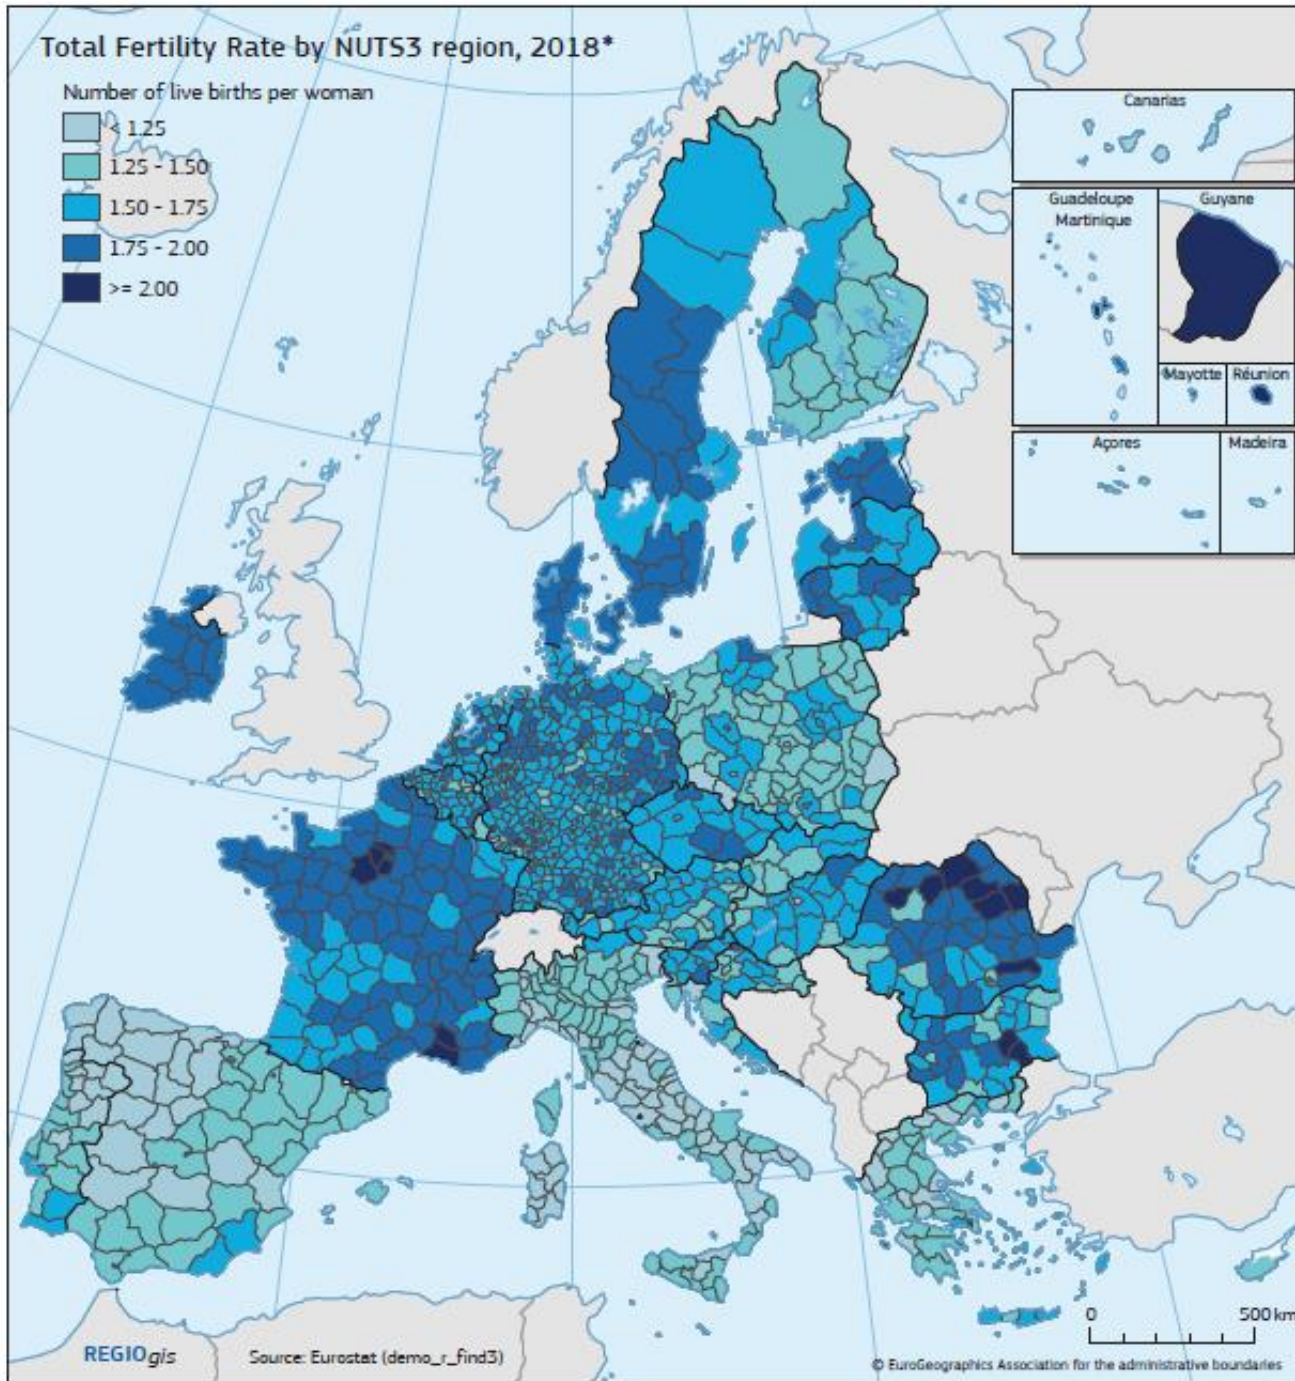 Total Fertility Rate by NUTS3 region, 2018*
Number of live births per woman
< 1.25
1.25 - 1.50
1.50 - 1.75
1.75 - 2.00
>= 2.00
Canarias
Guadeloupe
Martinique
Guyane
Mayotte
Réunion
Açores
Madeira
0 500 km
REGIOgis
Source: Eurostat (demo_r_find3)
© EuroGeographics Association for the administrative boundaries